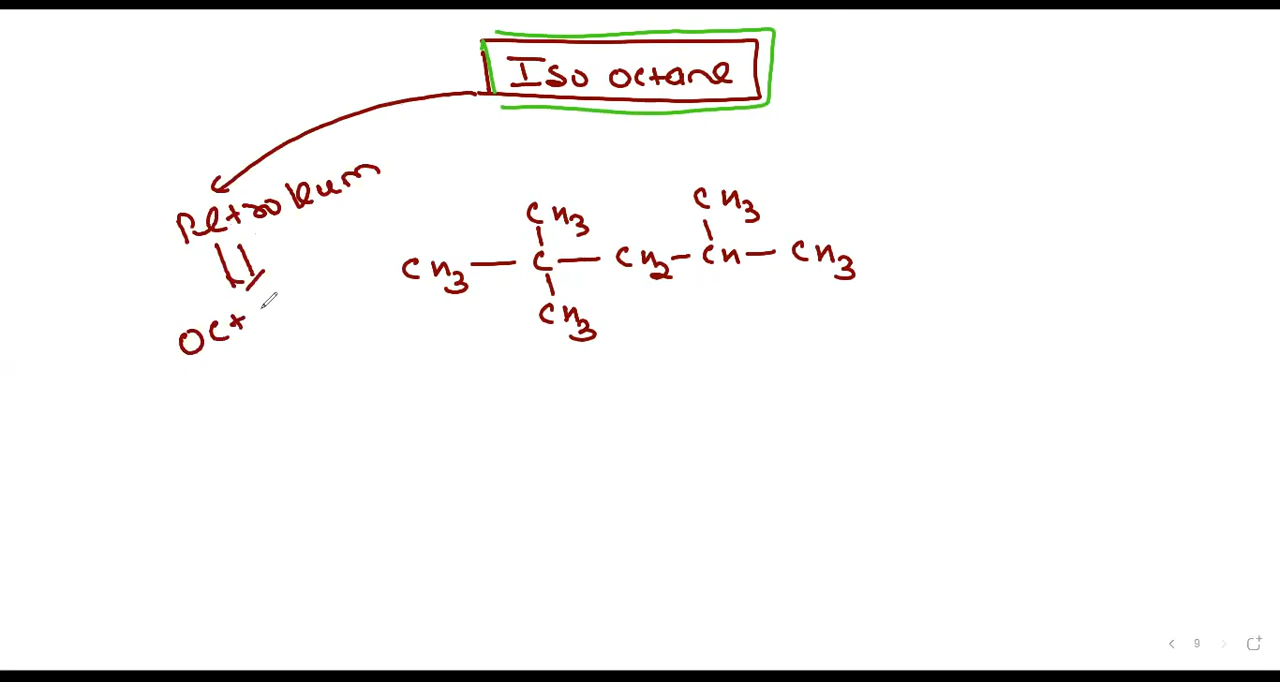 Iso octane
Petroleum
CH3
CH3
CH3 — C — CH2 — CH — CH3
CH3
Oct
9